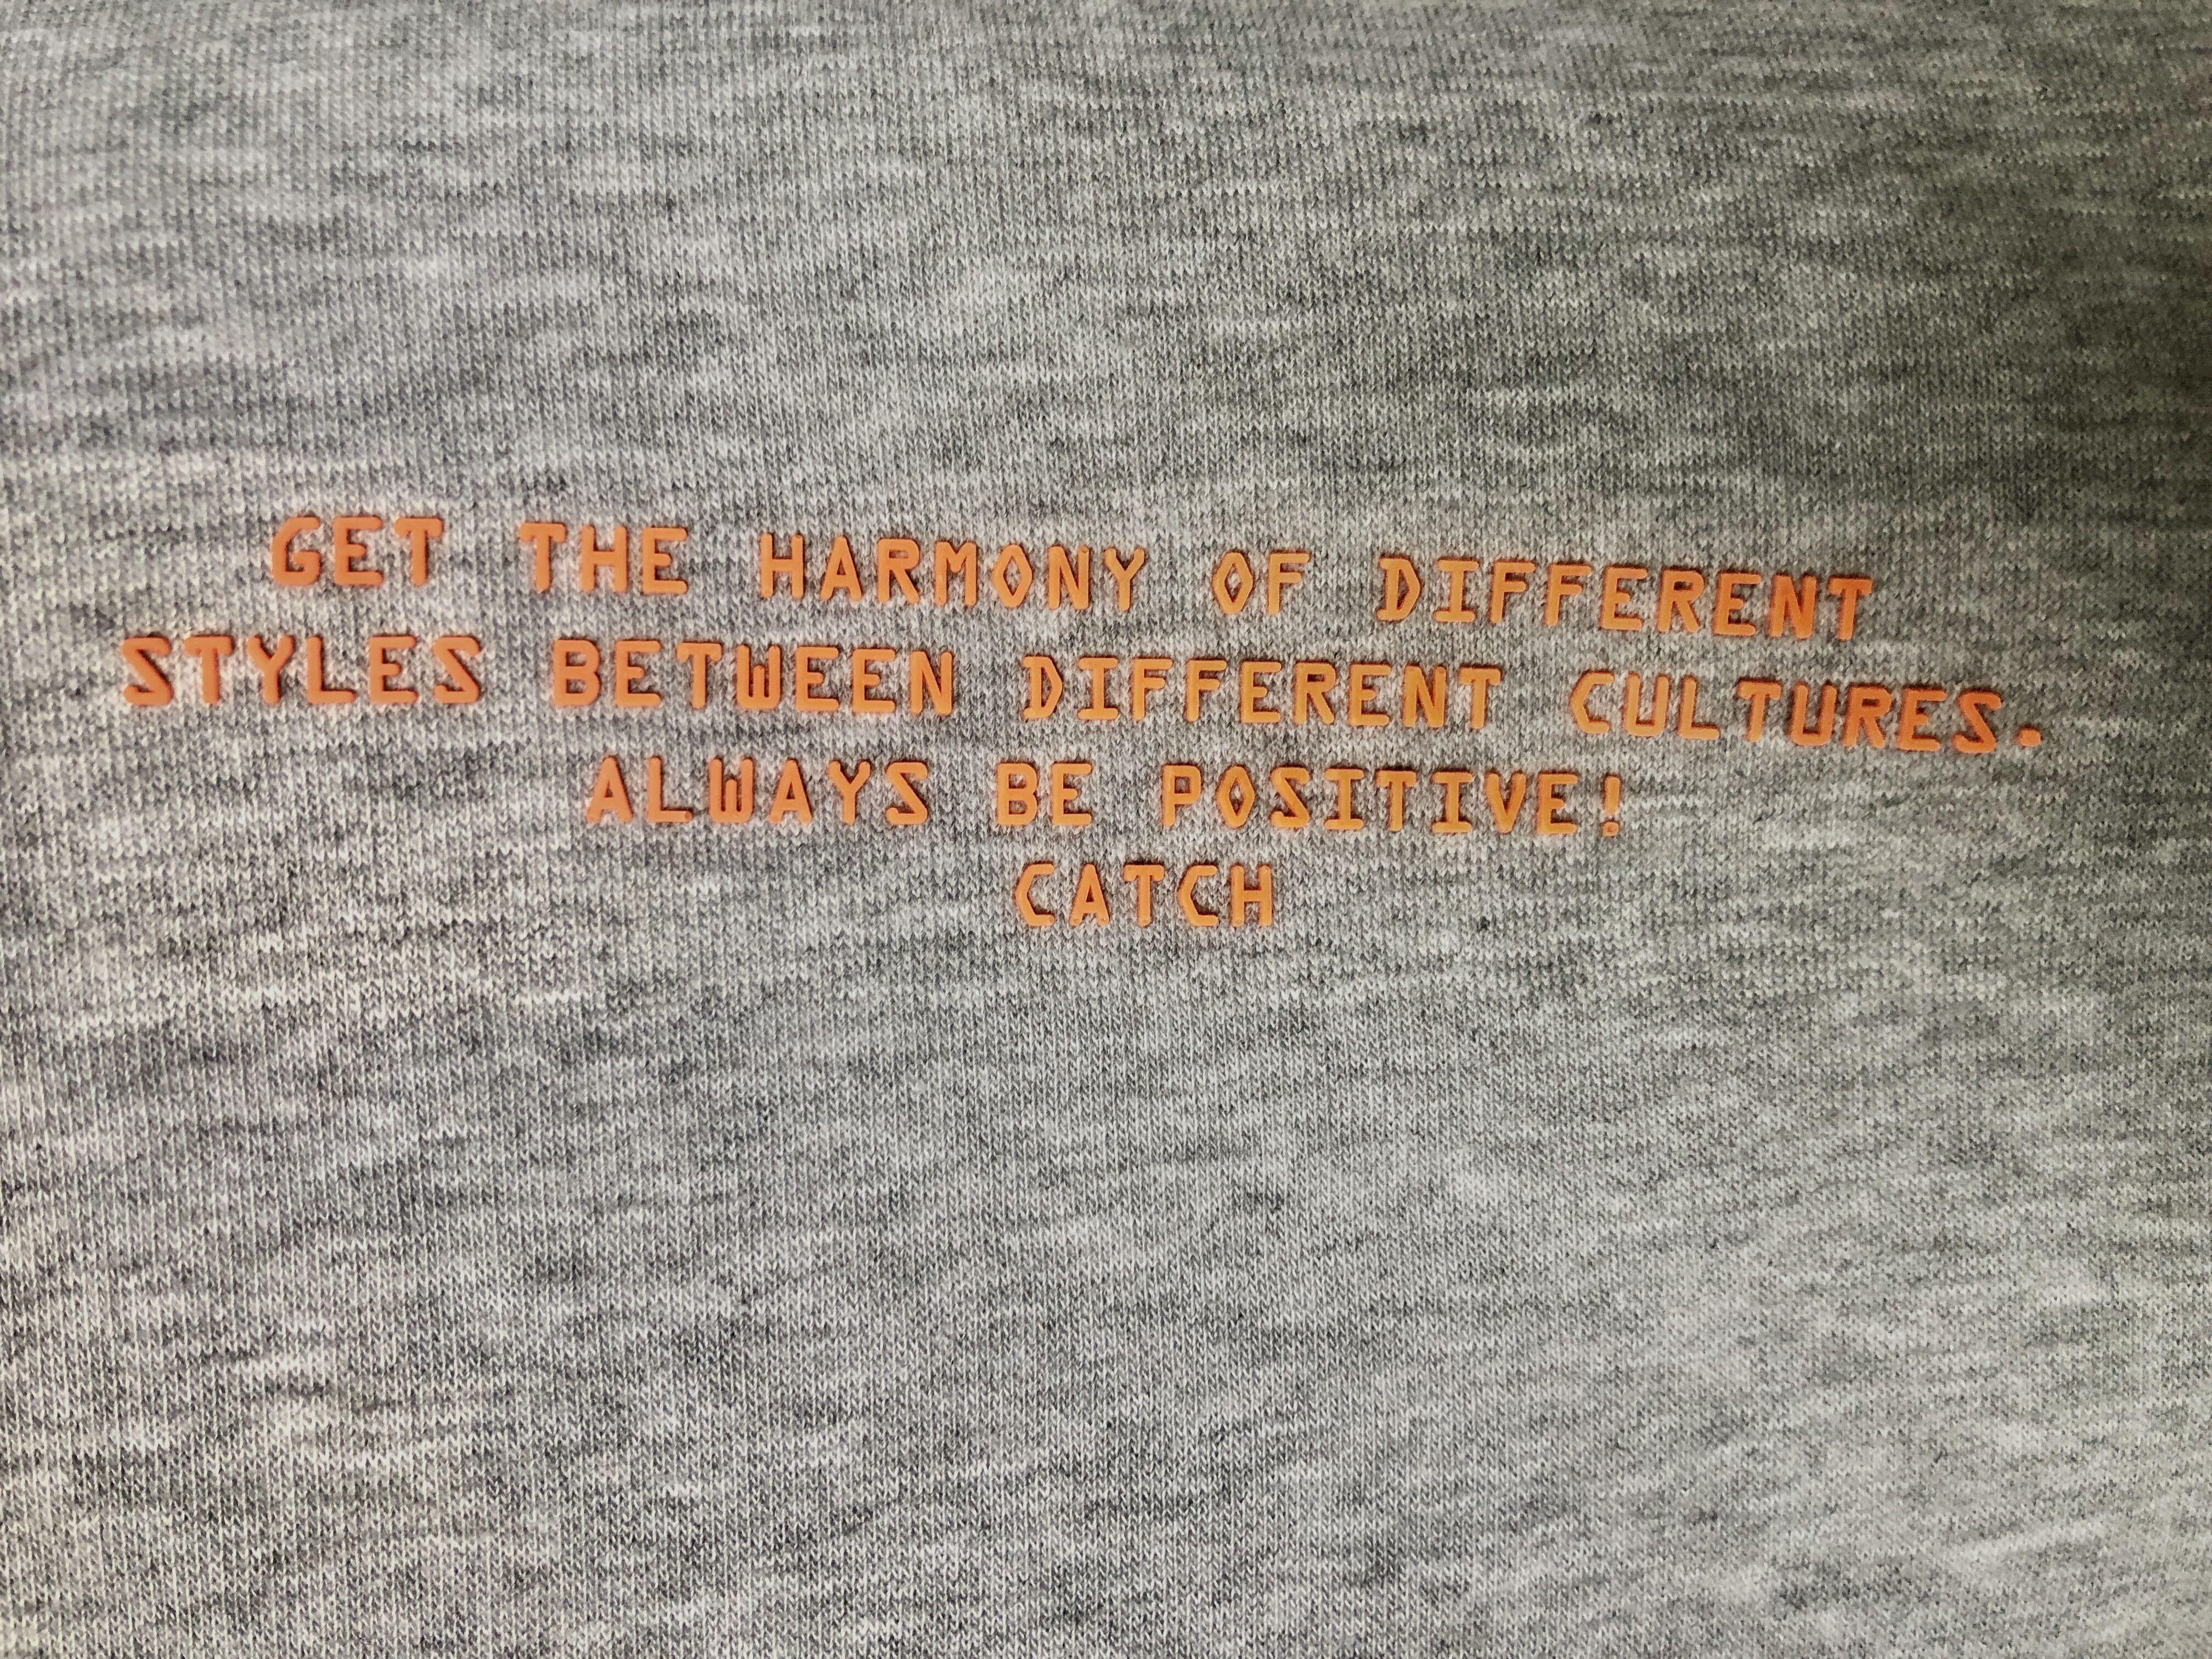 GET THE HARMONY OF DIFFERENT
STYLES BETWEEN DIFFERENT CULTURES.
ALWAYS BE POSITIVE!
CATCH